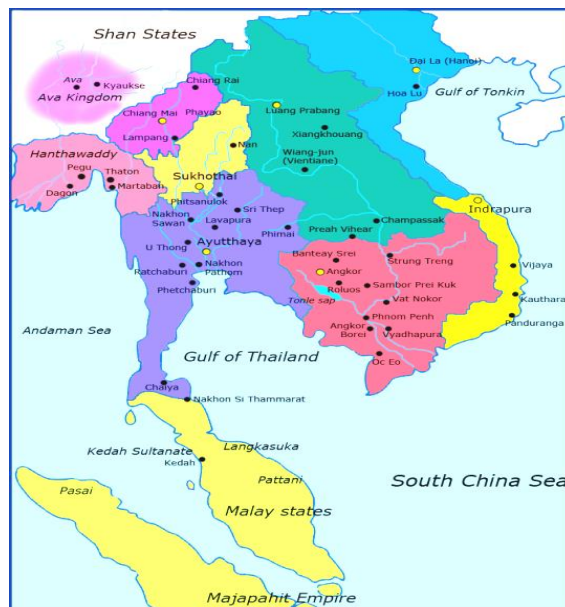 Shan States
Ava
Kyaukse
Ava Kingdom
Chiang Rai
Đai La (Hanoi)
Hoa Lu
Gulf of Tonkin
Chiang Mai
Phayao
Luang Prabang
Lampang
Xiangkhouang
Nan
Hanthawaddy
Wiang-jun
(Vientiane)
Pegu
Thaton
Sukhothai
Dagon
Martaban
Phitsanulok
Indrapura
Nakhon
Sawan
Sri Thep
Lavapura
Champassak
Phimai
Preah Vihear
U Thong
Ayutthaya
Banteay Srei
Strung Treng
Ratchaburi
Nakhon
Pathom
Angkor
Vijaya
Phetchaburi
Roluos
Sambor Prei Kuk
Tonle sap
Vat Nokor
Kauthara
Phnom Penh
Panduranga
Andaman Sea
Angkor
Borei
Vyadhapura
Gulf of Thailand
Oc Eo
Chaiya
Nakhon Si Thammarat
Langkasuka
Kedah Sultanate
Kedah
Pattani
South China Sea
Pasai
Malay states
Majapahit Empire